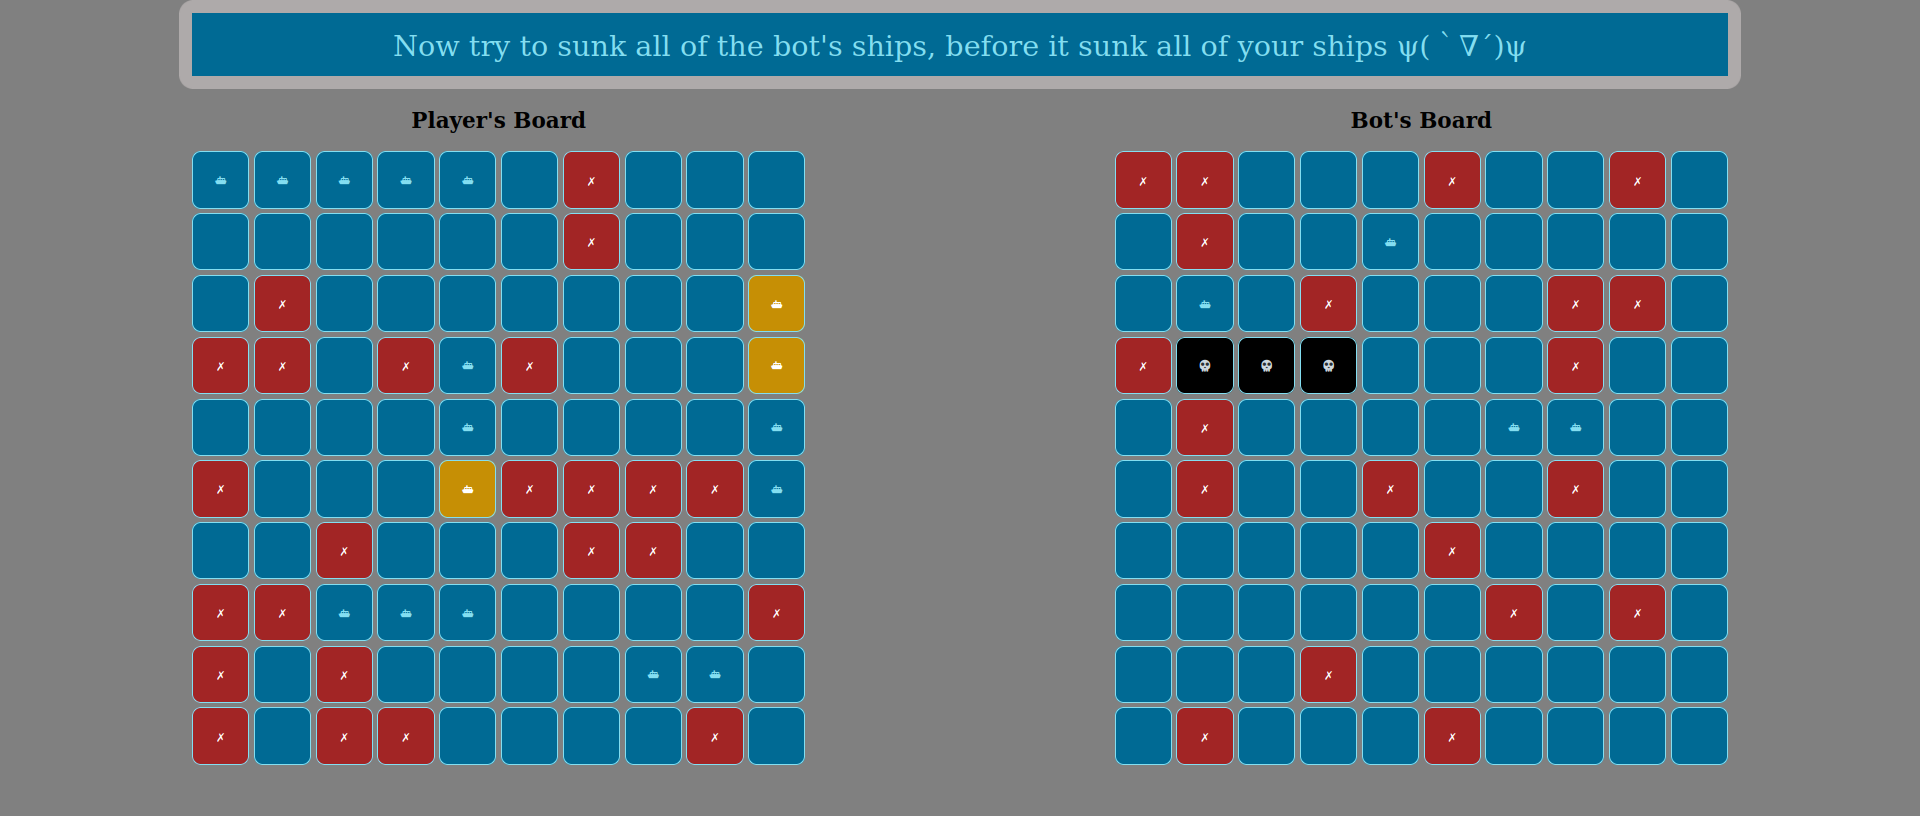 Now try to sunk all of the bot's ships, before it sunk all of your ships ψ( ` ∇ ´ )ψ
Player's Board
Bot's Board